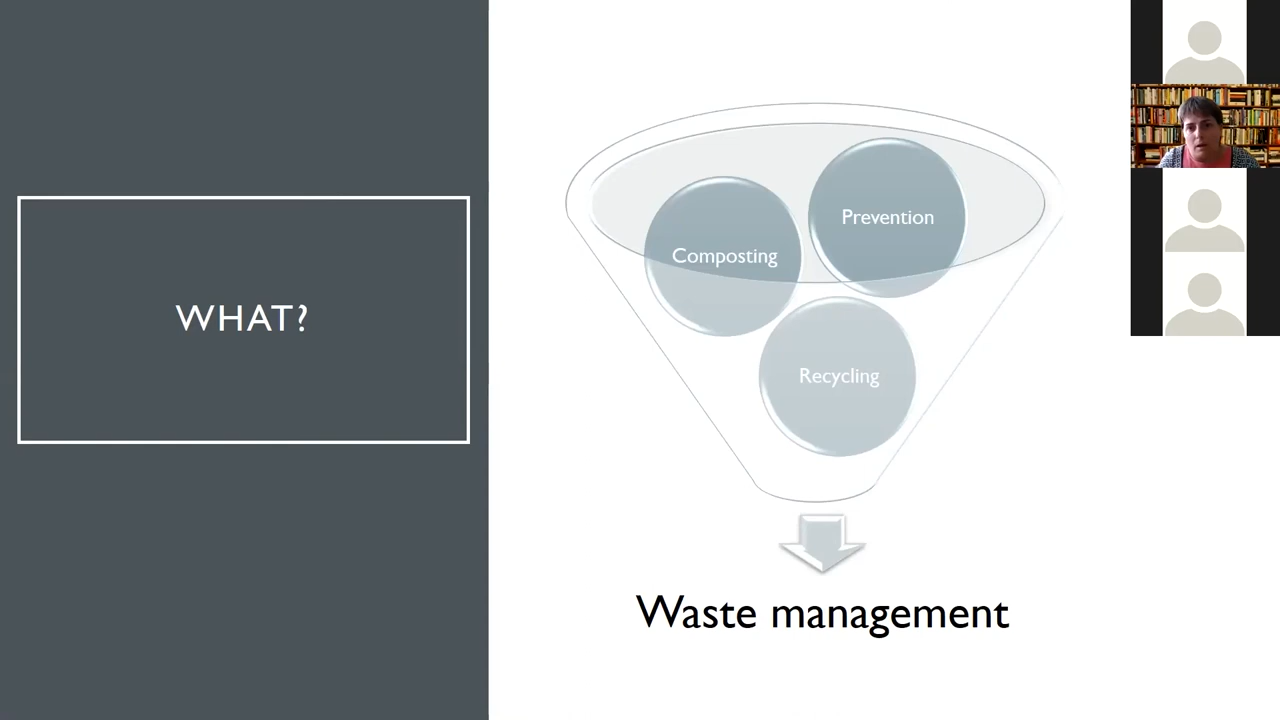 WHAT?
Prevention
Composting
Recycling
Waste management